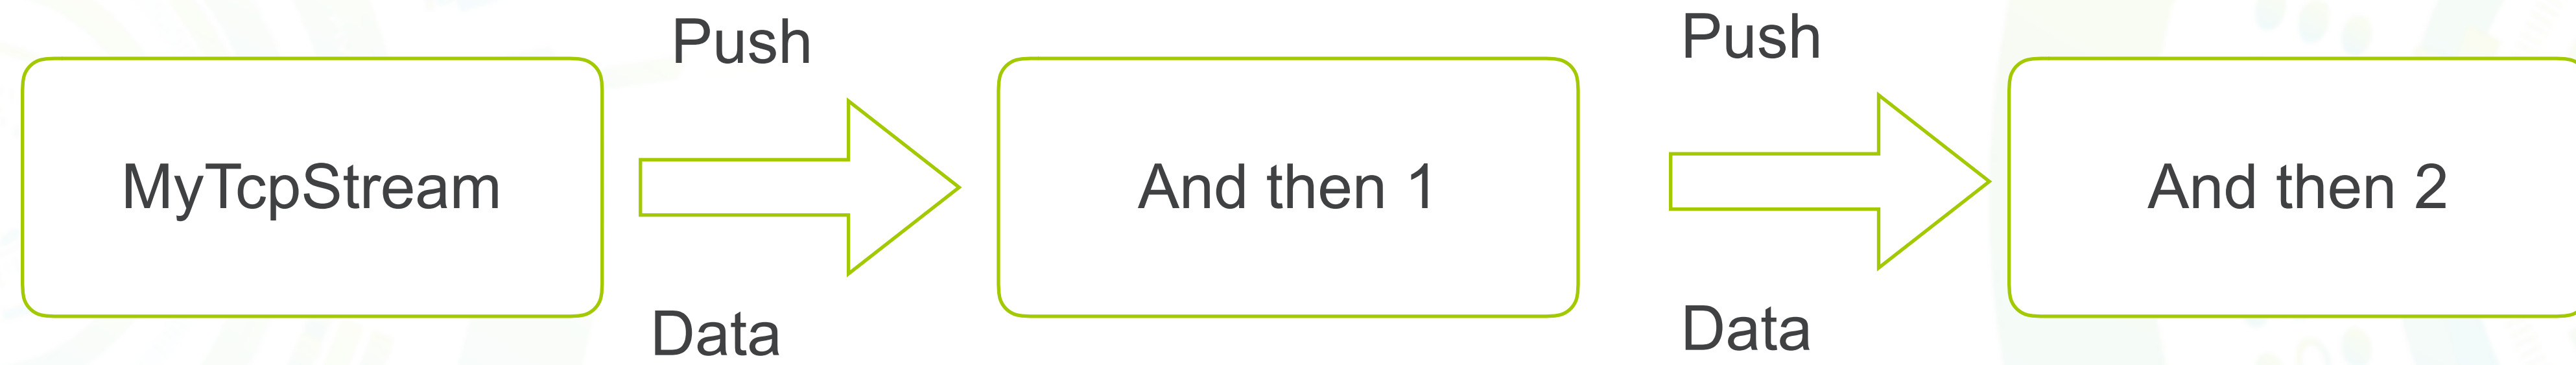 Push
Push
MyTcpStream
And then 1
And then 2
Data
Data